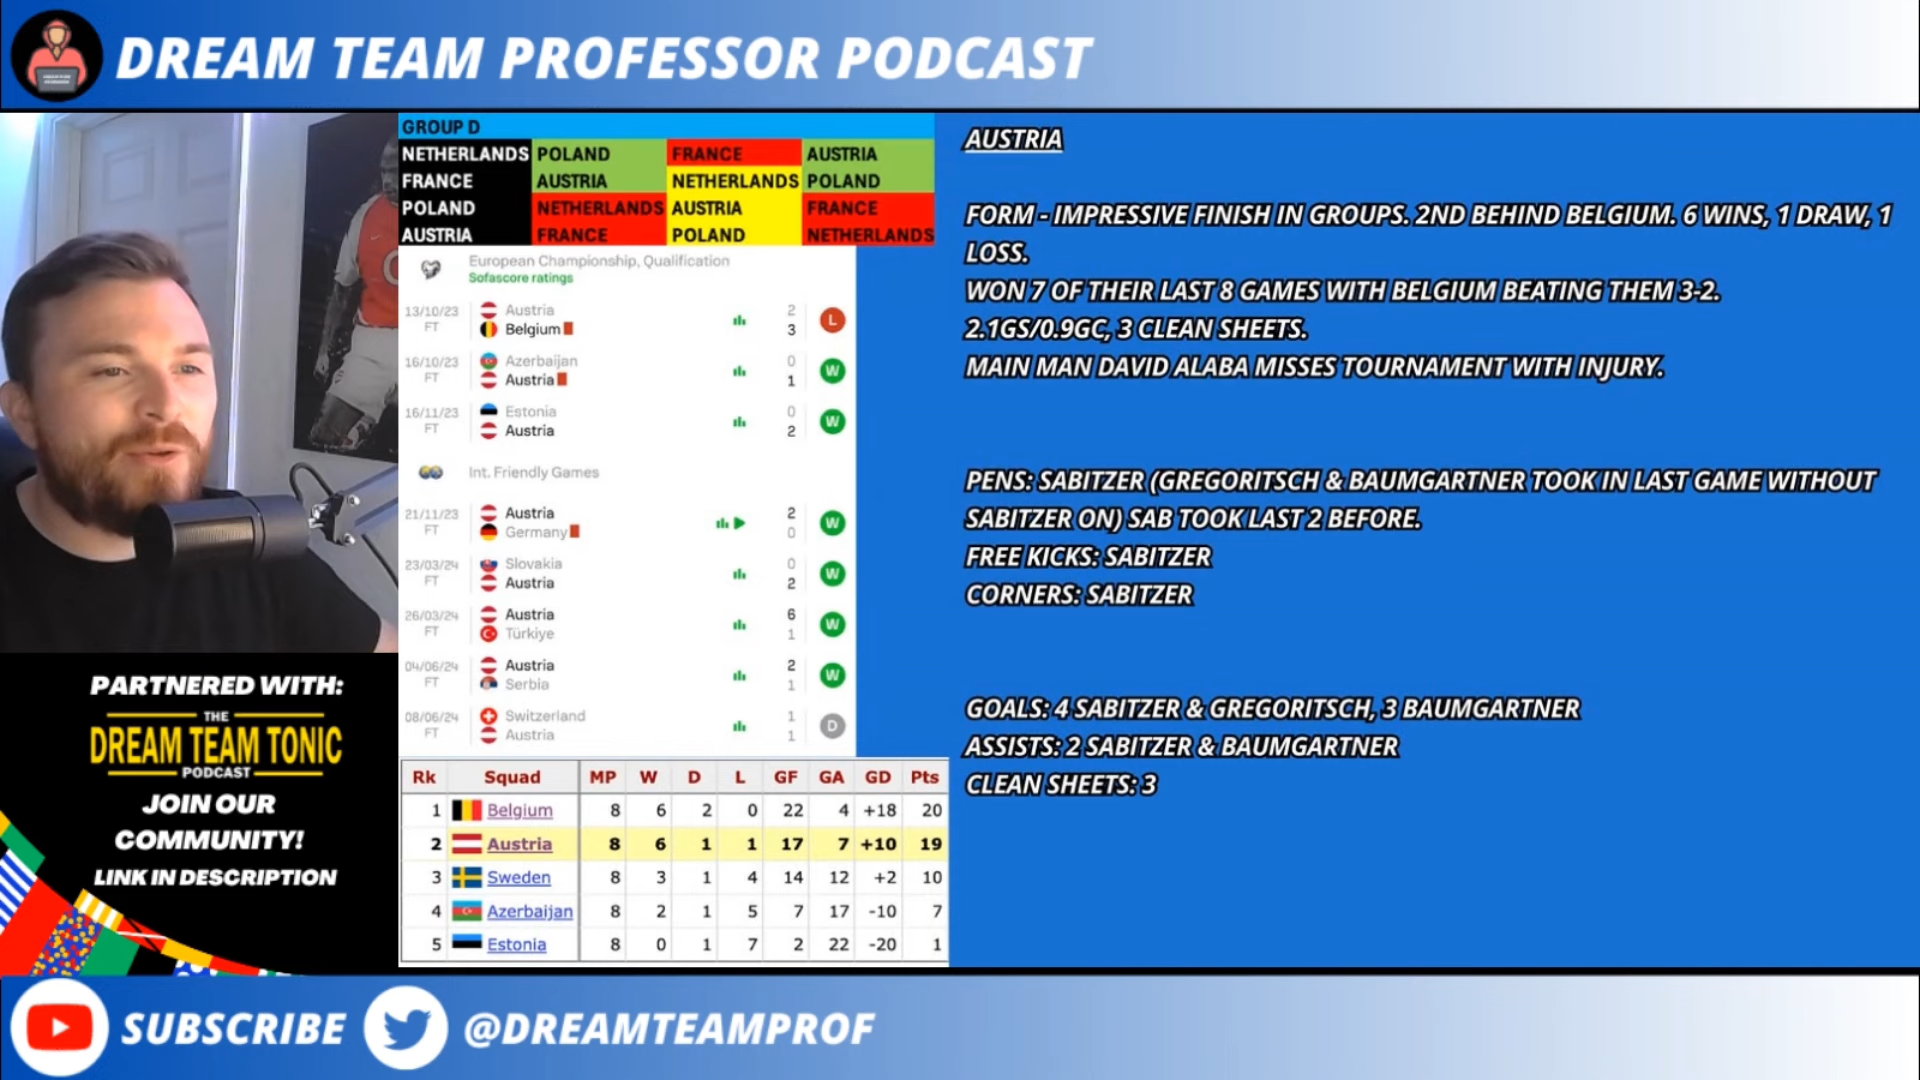 DREAM TEAM PROFESSOR PODCAST
GROUP D
NETHERLANDS POLAND FRANCE AUSTRIA
FRANCE AUSTRIA NETHERLANDS POLAND
POLAND NETHERLANDS AUSTRIA FRANCE
AUSTRIA FRANCE POLAND NETHERLANDS
European Championship, Qualification
Sofascore ratings
13/10/23 Austria 2
FT Belgium 3 L
16/10/23 Azerbaijan 0
FT Austria 1 W
16/11/23 Estonia 0
FT Austria 2 W
Int. Friendly Games
21/11/23 Austria 2
FT Germany 0 W
23/03/24 Slovakia 0
FT Austria 2 W
26/03/24 Austria 6
FT Türkiye 1 W
04/06/24 Austria 2
FT Serbia 1 W
08/06/24 Switzerland 1
FT Austria 1 D
Rk Squad MP W D L GF GA GD Pts
1 Belgium 8 6 2 0 22 4 +18 20
2 Austria 8 6 1 1 17 7 +10 19
3 Sweden 8 3 1 4 14 12 +2 10
4 Azerbaijan 8 2 1 5 7 17 -10 7
5 Estonia 8 0 1 7 2 22 -20 1
AUSTRIA
FORM - IMPRESSIVE FINISH IN GROUPS. 2ND BEHIND BELGIUM. 6 WINS, 1 DRAW, 1
LOSS.
WON 7 OF THEIR LAST 8 GAMES WITH BELGIUM BEATING THEM 3-2.
2.1GS/0.9GC, 3 CLEAN SHEETS.
MAIN MAN DAVID ALABA MISSES TOURNAMENT WITH INJURY.
PENS: SABITZER (GREGORITSCH & BAUMGARTNER TOOK IN LAST GAME WITHOUT
SABITZER ON) SAB TOOK LAST 2 BEFORE.
FREE KICKS: SABITZER
CORNERS: SABITZER
GOALS: 4 SABITZER & GREGORITSCH, 3 BAUMGARTNER
ASSISTS: 2 SABITZER & BAUMGARTNER
CLEAN SHEETS: 3
PARTNERED WITH:
THE
DREAM TEAM TONIC
PODCAST
JOIN OUR
COMMUNITY!
LINK IN DESCRIPTION
SUBSCRIBE @DREAMTEAMPROF